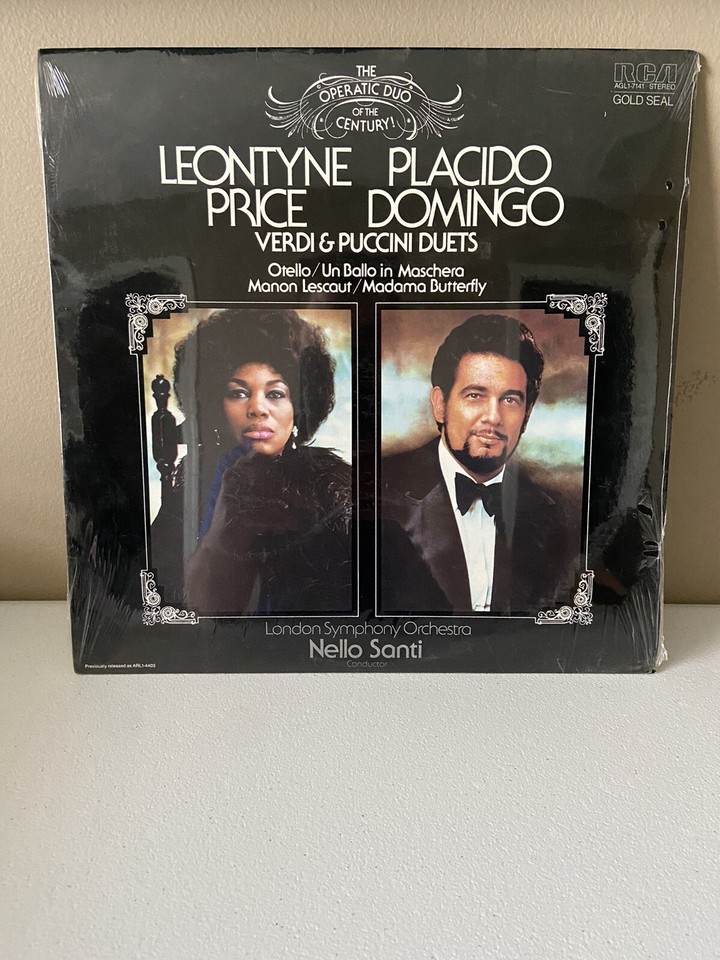 THE
OPERATIC DUO
OF THE
CENTURY!
RCA
AGL1-7141 STEREO
GOLD SEAL
LEONTYNE PLACIDO
PRICE DOMINGO
VERDI & PUCCINI DUETS
Otello/Un Ballo in Maschera
Manon Lescaut/Madama Butterfly
London Symphony Orchestra
Nello Santi
Conductor
Previously released as ARL1-4403